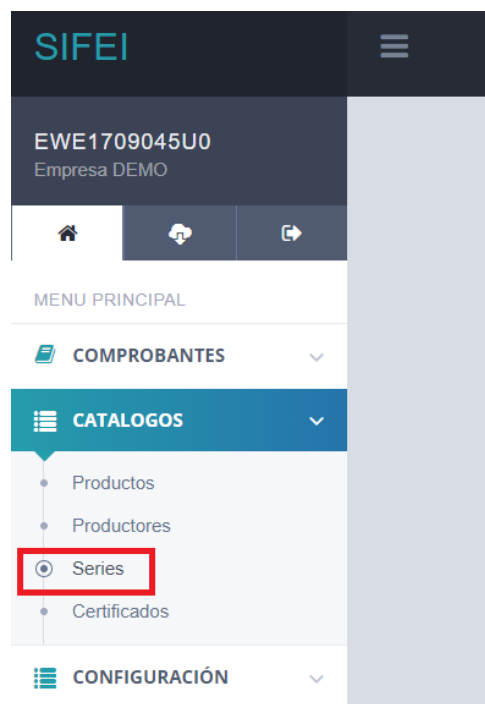 SIFEI
EWE1709045U0
Empresa DEMO
MENU PRINCIPAL
COMPROBANTES
CATALOGOS
Productos
Productores
Series
Certificados
CONFIGURACIÓN